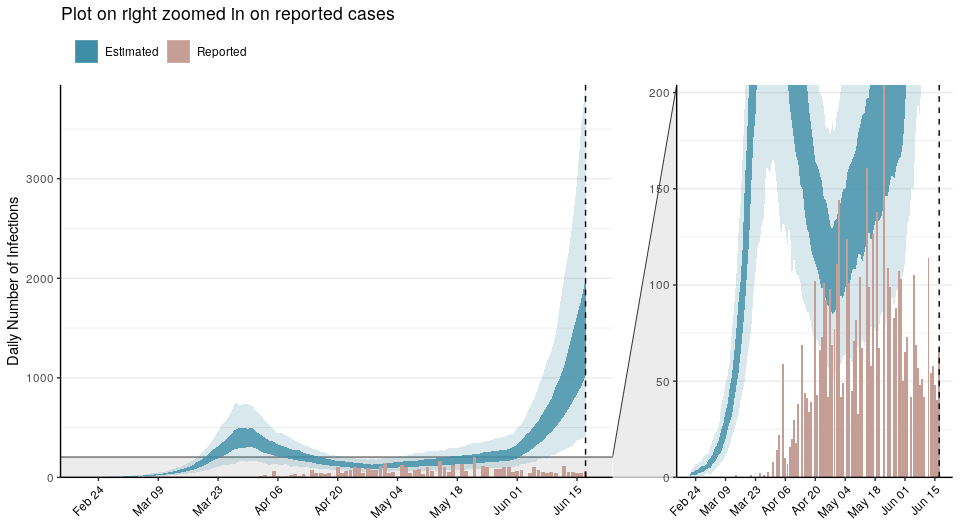 Plot on right zoomed in on reported cases
Estimated
Reported
Daily Number of Infections
3000
2000
1000
0
Feb 24
Mar 09
Mar 23
Apr 06
Apr 20
May 04
May 18
Jun 01
Jun 15
200
150
100
50
0
Feb 24
Mar 09
Mar 23
Apr 06
Apr 20
May 04
May 18
Jun 01
Jun 15